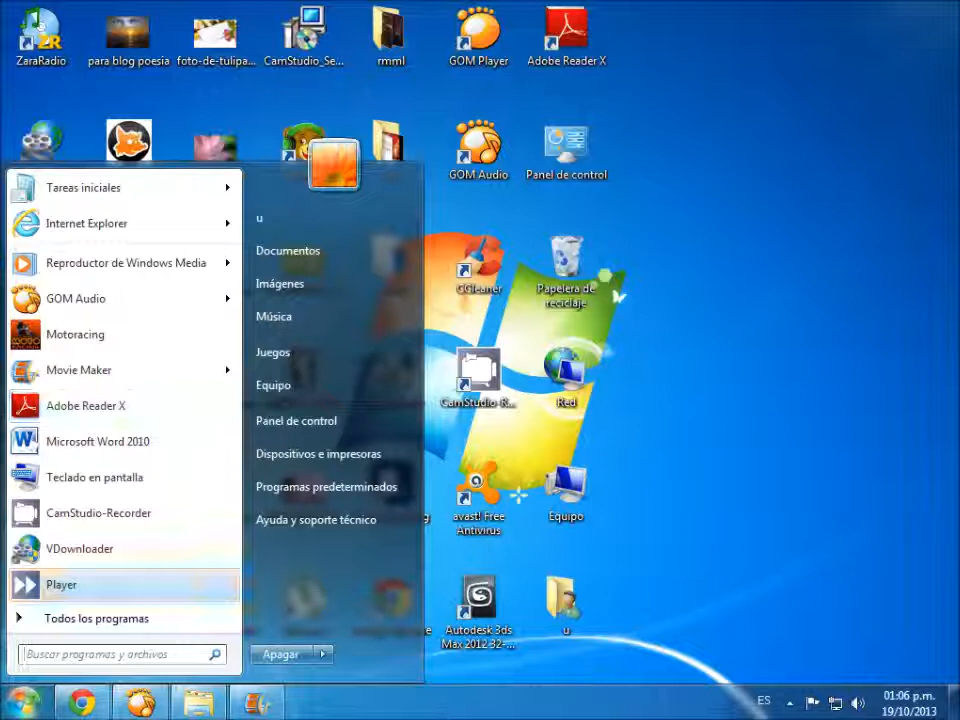 ZaraRadio
para blog poesia
foto-de-tulipa...
CamStudio_Se...
rmml
GOM Player
Adobe Reader X
GOM Audio
Panel de control
CCleaner
Papelera de
reciclaje
CamStudio-R...
Red
avast! Free
Antivirus
Equipo
Autodesk 3ds
Max 2012 32-...
u
Tareas iniciales
Internet Explorer
Reproductor de Windows Media
GOM Audio
Motoracing
Movie Maker
Adobe Reader X
Microsoft Word 2010
Teclado en pantalla
CamStudio-Recorder
VDownloader
Player
Todos los programas
Buscar programas y archivos
u
Documentos
Imágenes
Música
Juegos
Equipo
Panel de control
Dispositivos e impresoras
Programas predeterminados
Ayuda y soporte técnico
Apagar
ES
01:06 p.m.
19/10/2013